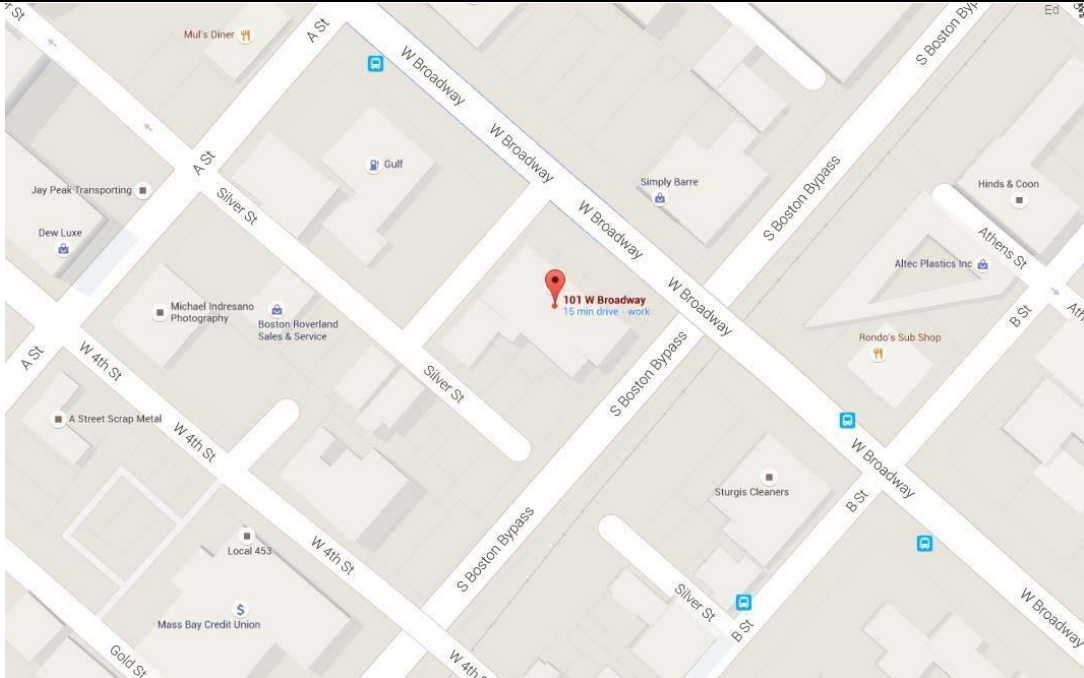 r St
Mul's Diner
A St
W Broadway
S Boston Byp
Ed
A St
Gulf
W Broadway
Simply Barre
S Boston Bypass
Hinds & Coon
Jay Peak Transporting
Silver St
W Broadway
Athens St
Dew Luxe
Altec Plastics Inc
101 W Broadway
15 min drive - work
W Broadway
Ath
Michael Indresano
Photography
Boston Roverland
Sales & Service
B St
Rondo's Sub Shop
A St
W 4th St
Silver St
S Boston Bypass
A Street Scrap Metal
W 4th St
W Broadway
Sturgis Cleaners
B St
Local 453
W 4th St
S Boston Bypass
Silver St
W Broadway
Mass Bay Credit Union
B St
Gold St
W 4th